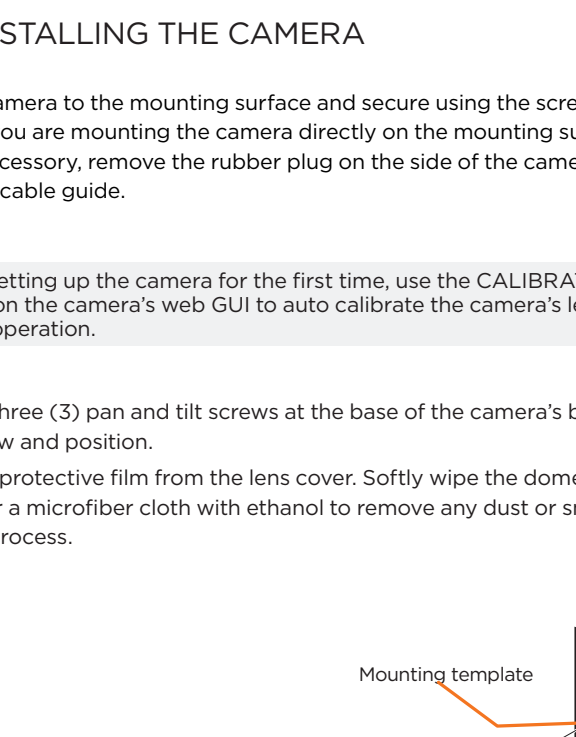 STALLING THE CAMERA
amera to the mounting surface and secure using the scre
ou are mounting the camera directly on the mounting su
cessory, remove the rubber plug on the side of the came
cable guide.
etting up the camera for the first time, use the CALIBRAT
on the camera's web GUI to auto calibrate the camera's le
operation.
hree (3) pan and tilt screws at the base of the camera's b
w and position.
protective film from the lens cover. Softly wipe the dome
r a microfiber cloth with ethanol to remove any dust or sm
rocess.
Mounting template